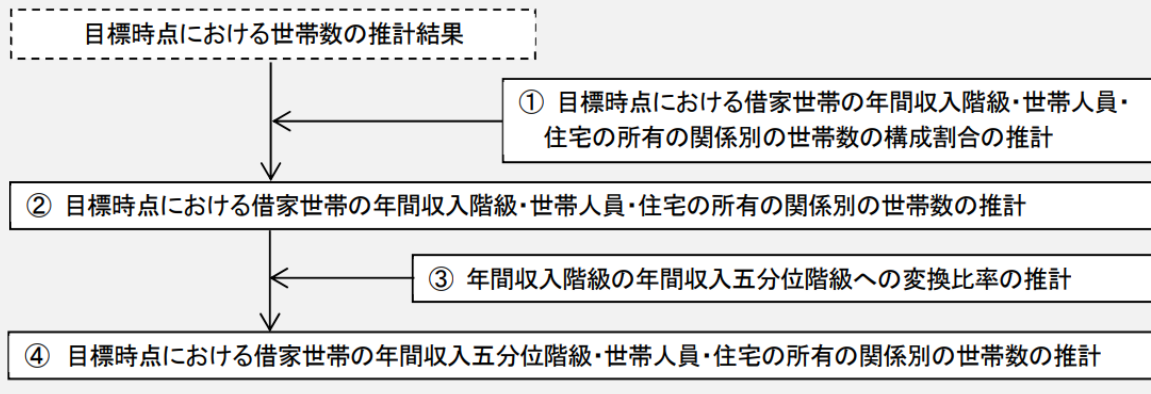 目標時点における世帯数の推計結果
① 目標時点における借家世帯の年間収入階級・世帯人員・
住宅の所有の関係別の世帯数の構成割合の推計
② 目標時点における借家世帯の年間収入階級・世帯人員・住宅の所有の関係別の世帯数の推計
③ 年間収入階級の年間収入五分位階級への変換比率の推計
④ 目標時点における借家世帯の年間収入五分位階級・世帯人員・住宅の所有の関係別の世帯数の推計